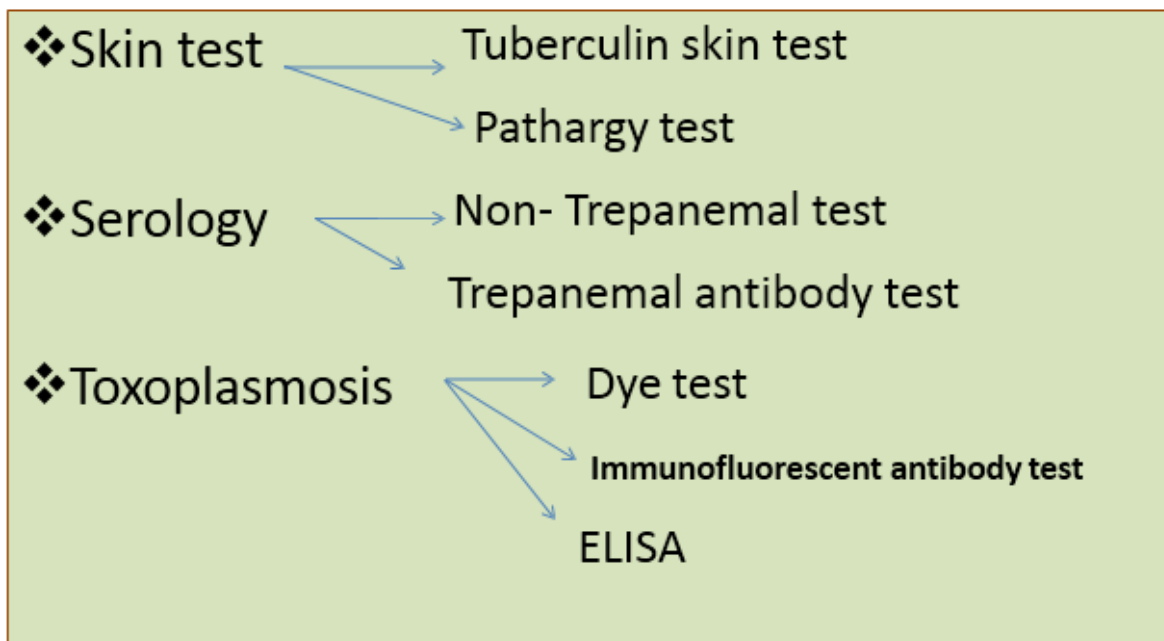 ❖Skin test
Tuberculin skin test
Pathargy test
❖Serology
Non- Trepanemal test
Trepanemal antibody test
❖Toxoplasmosis
Dye test
Immunofluorescent antibody test
ELISA